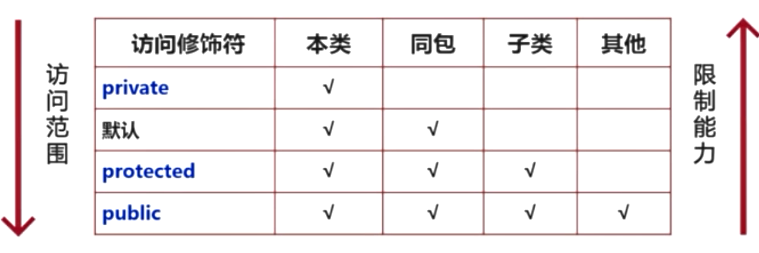 访问范围
访问修饰符 本类 同包 子类 其他
private √
默认 √ √
protected √ √ √
public √ √ √ √
限制能力